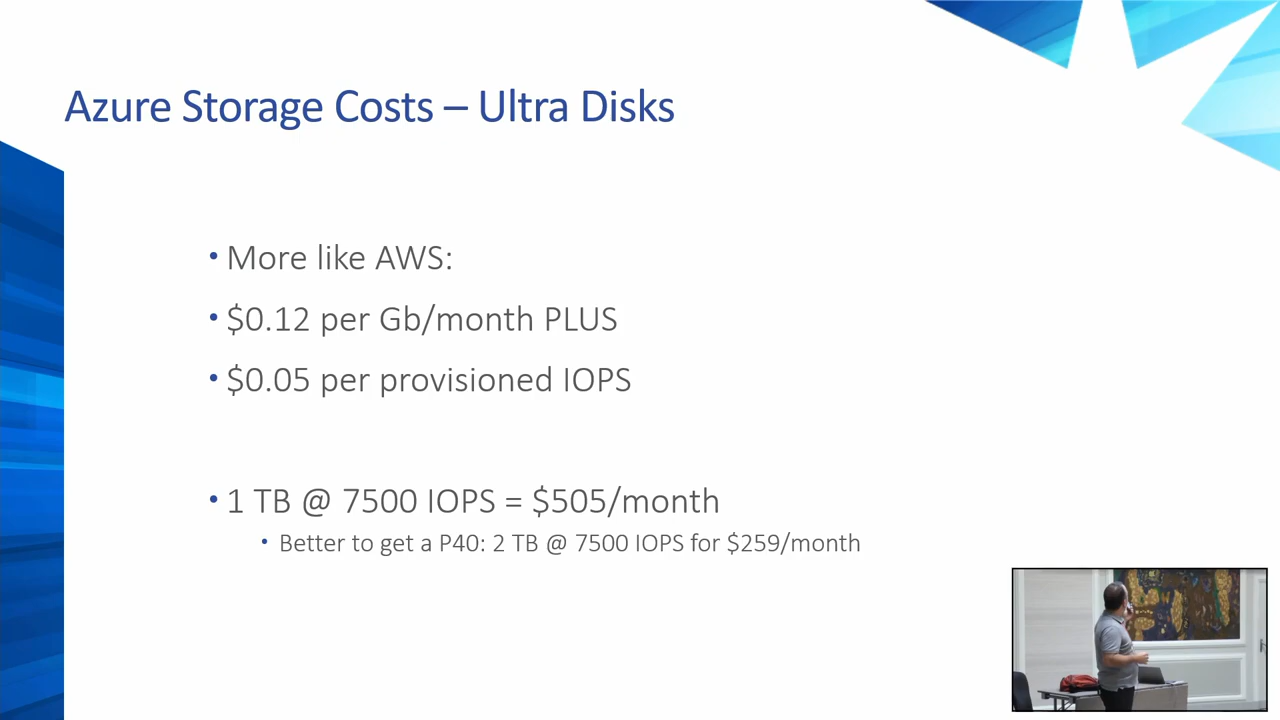 Azure Storage Costs – Ultra Disks
• More like AWS:
• $0.12 per Gb/month PLUS
• $0.05 per provisioned IOPS
• 1 TB @ 7500 IOPS = $505/month
• Better to get a P40: 2 TB @ 7500 IOPS for $259/month